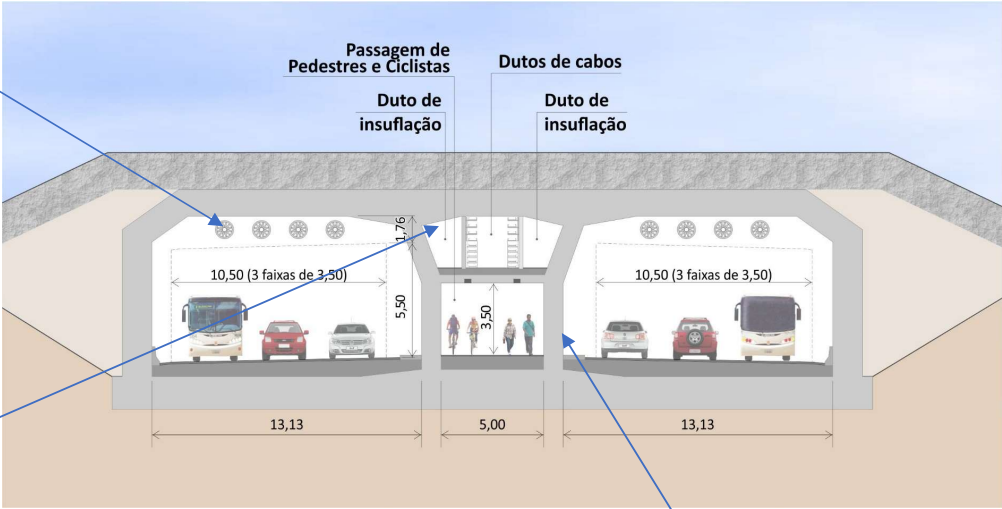 Passagem de
Pedestres e Ciclistas
Dutos de cabos
Duto de
insuflação
Duto de
insuflação
1,76
10,50 (3 faixas de 3,50)
10,50 (3 faixas de 3,50)
5,50
3,50
13,13
5,00
13,13